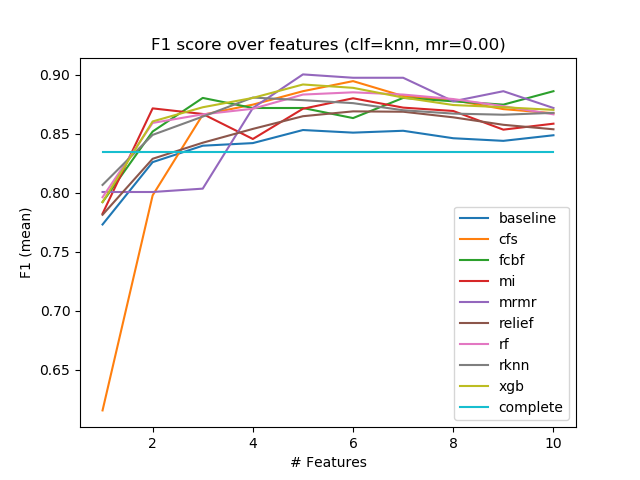 F1 score over features (clf=knn, mr=0.00)
0.90
0.85
0.80
0.75
0.70
0.65
F1 (mean)
baseline
cfs
fcbf
mi
mrmr
relief
rf
rknn
xgb
complete
2 4 6 8 10
# Features